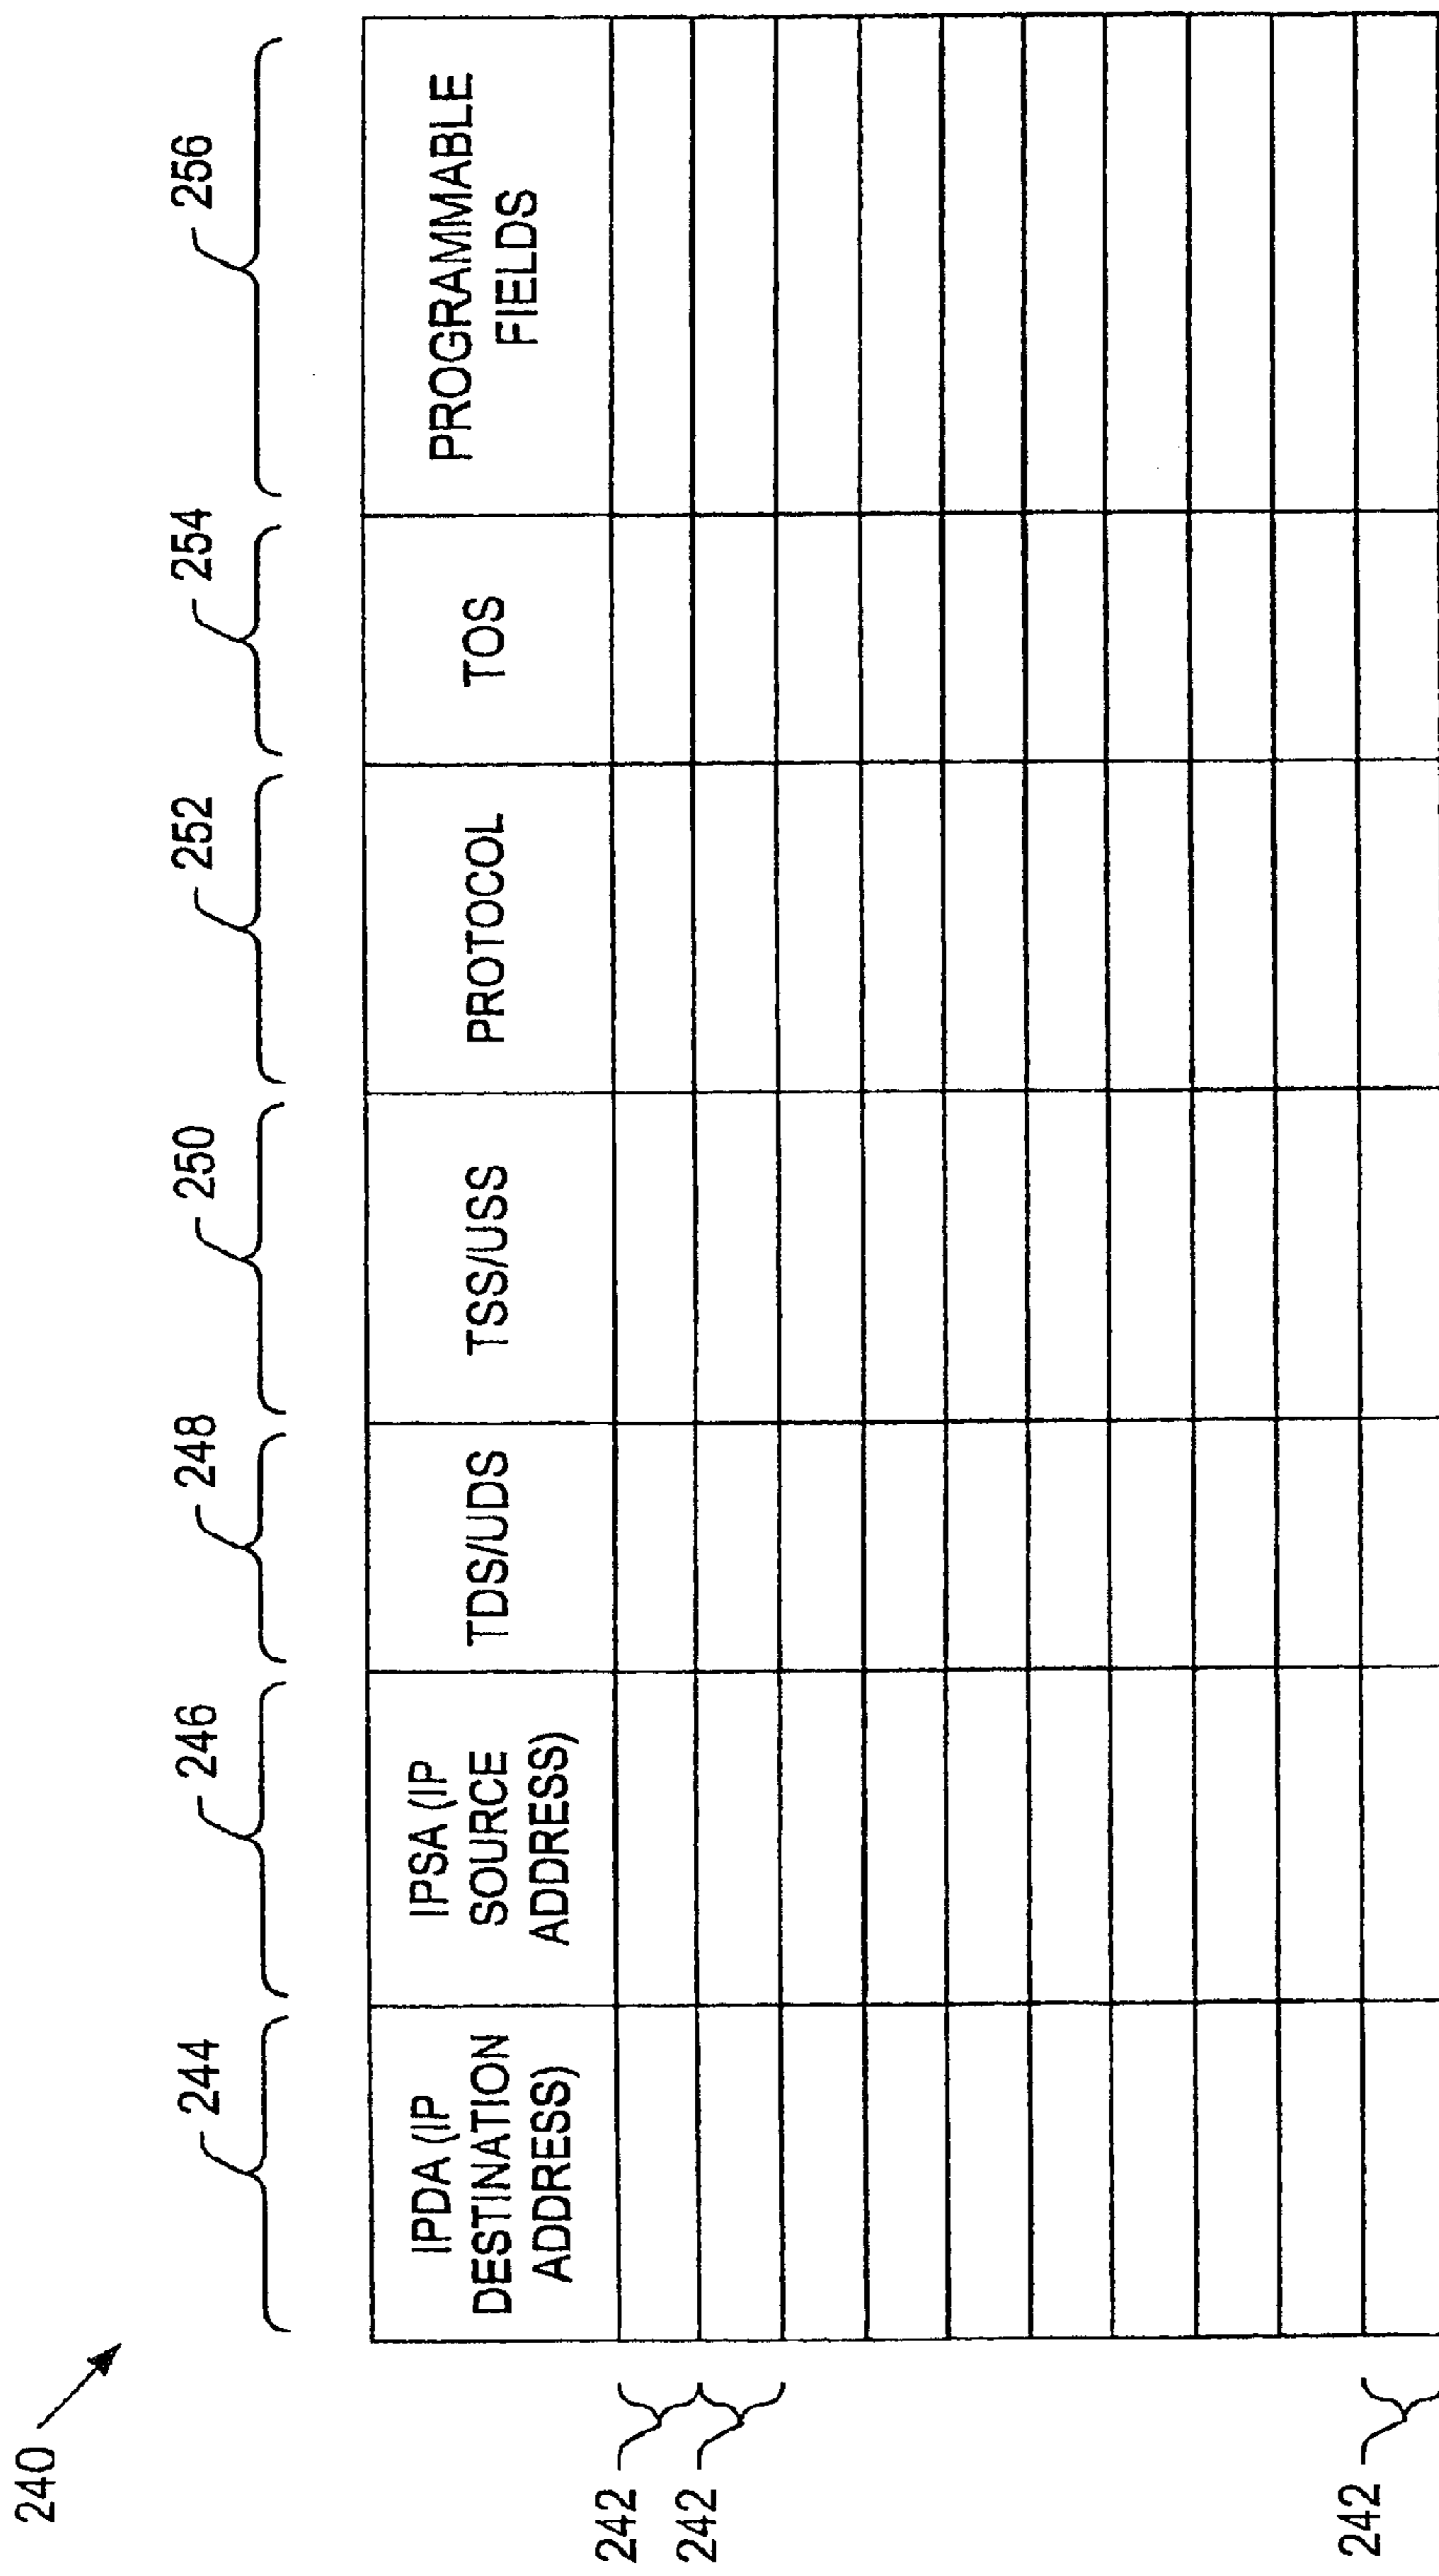 240
244
246
248
250
252
254
256
IPDA (IP
DESTINATION
ADDRESS)
IPSA (IP
SOURCE
ADDRESS)
TDS/UDS
TSS/USS
PROTOCOL
TOS
PROGRAMMABLE
FIELDS
242
242
242